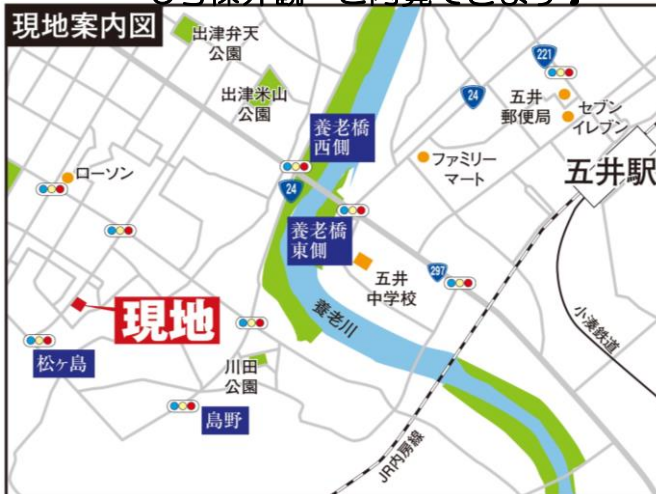 現地案内図
出津弁天
公園
出津米山
公園
養老橋
西側
24
ローソン
養老橋
東側
221
24
五井
郵便局
セブン
イレブン
ファミリー
マート
五井駅
五井
中学校
297
現地
養老川
小湊鉄道
松ヶ島
川田
公園
島野
JR内房線